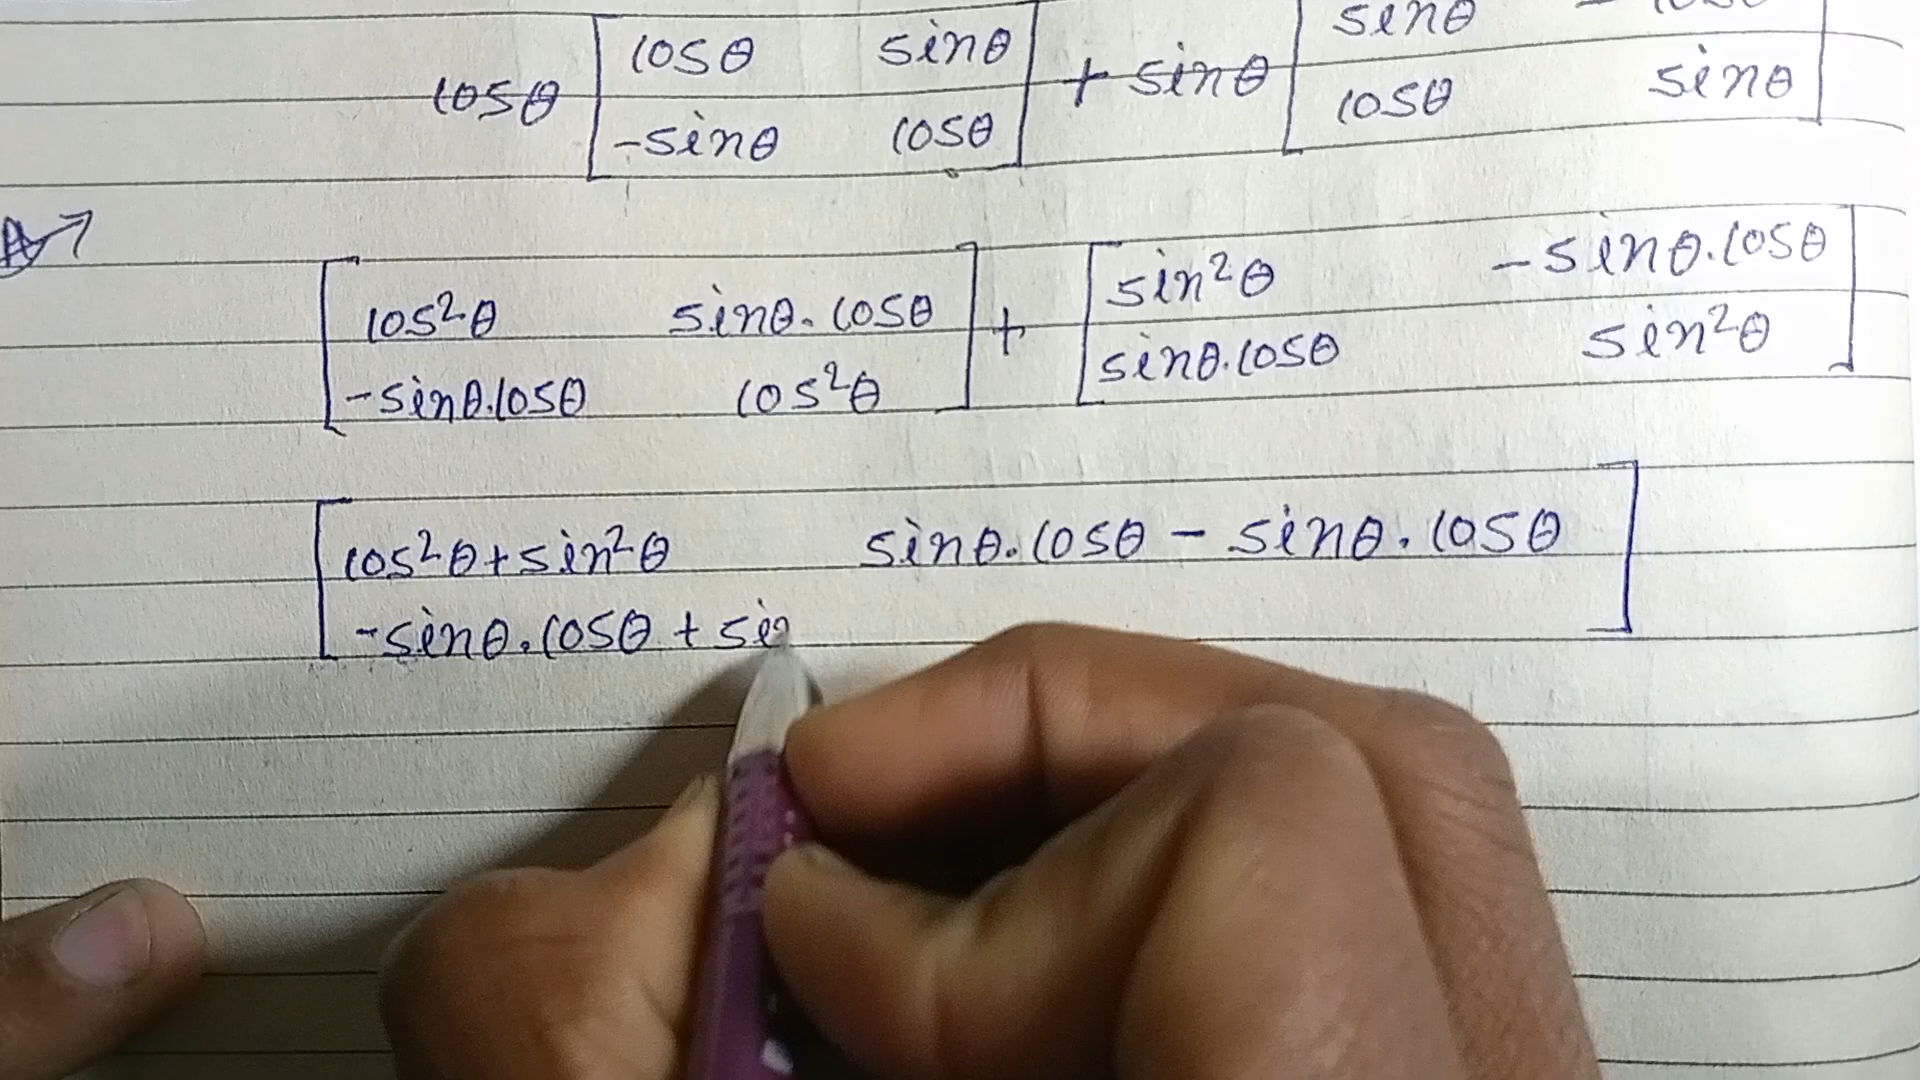 cosθ [cosθ sinθ + sinθ [sinθ
-sinθ cosθ] cosθ sinθ]
A→
[cos²θ sinθ.cosθ] + [sin²θ -sinθ.cosθ]
-sinθ.cosθ cos²θ sinθ.cosθ sin²θ
[cos²θ+sin²θ sinθ.cosθ - sinθ.cosθ]
-sinθ.cosθ + sin